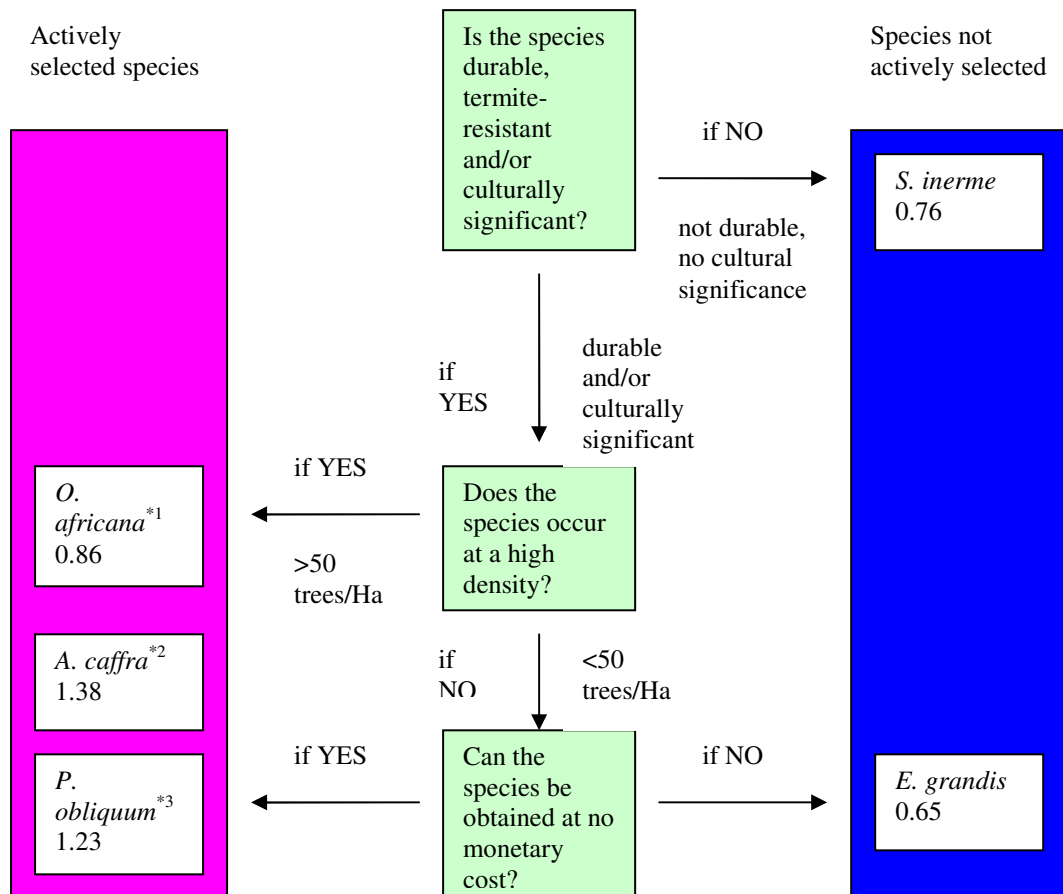 Actively
selected species
Is the species
durable,
termite-
resistant
and/or
culturally
significant?
Species not
actively selected
if NO
not durable,
no cultural
significance
S. inerme
0.76
if
YES
durable
and/or
culturally
significant
Does the
species occur
at a high
density?
if YES
>50
trees/Ha
O.
africana*1
0.86
A. caffra*2
1.38
if
NO
<50
trees/Ha
Can the
species be
obtained at no
monetary
cost?
if YES
P.
obliquum*3
1.23
if NO
E. grandis
0.65